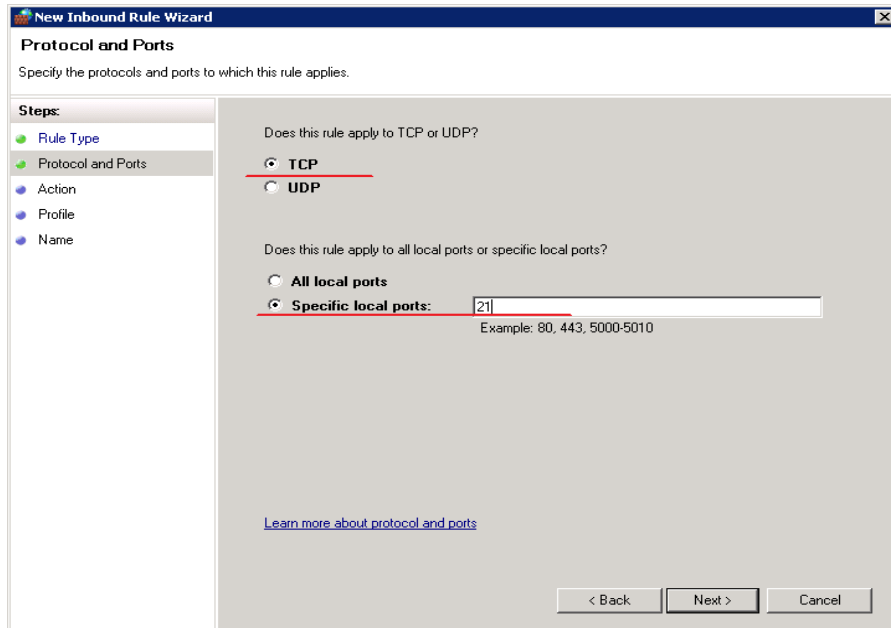 New Inbound Rule Wizard
Protocol and Ports
Specify the protocols and ports to which this rule applies.
Steps:
Rule Type
Protocol and Ports
Action
Profile
Name
Does this rule apply to TCP or UDP?
TCP
UDP
Does this rule apply to all local ports or specific local ports?
All local ports
Specific local ports: 21
Example: 80, 443, 5000-5010
Learn more about protocol and ports
< Back Next > Cancel